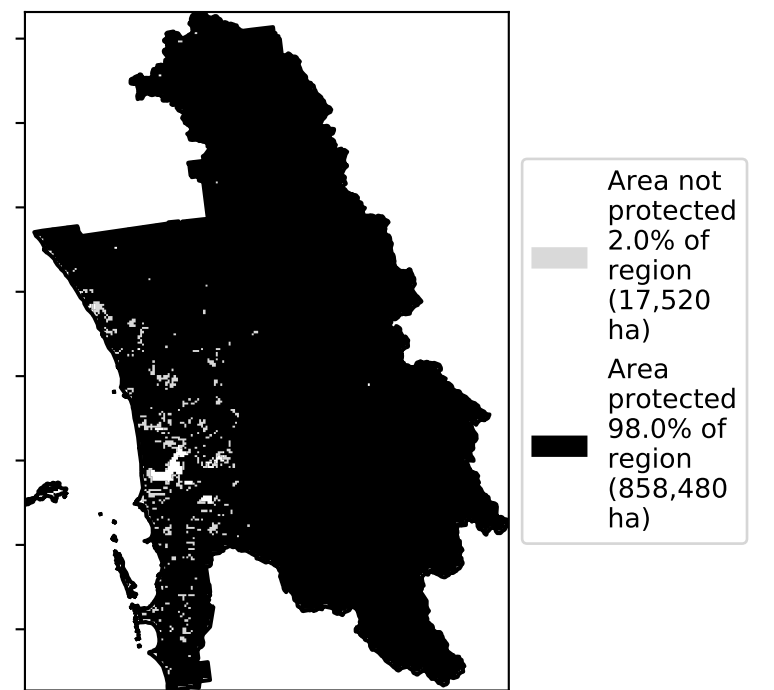 Area not
protected
2.0% of
region
(17,520
ha)
Area
protected
98.0% of
region
(858,480
ha)